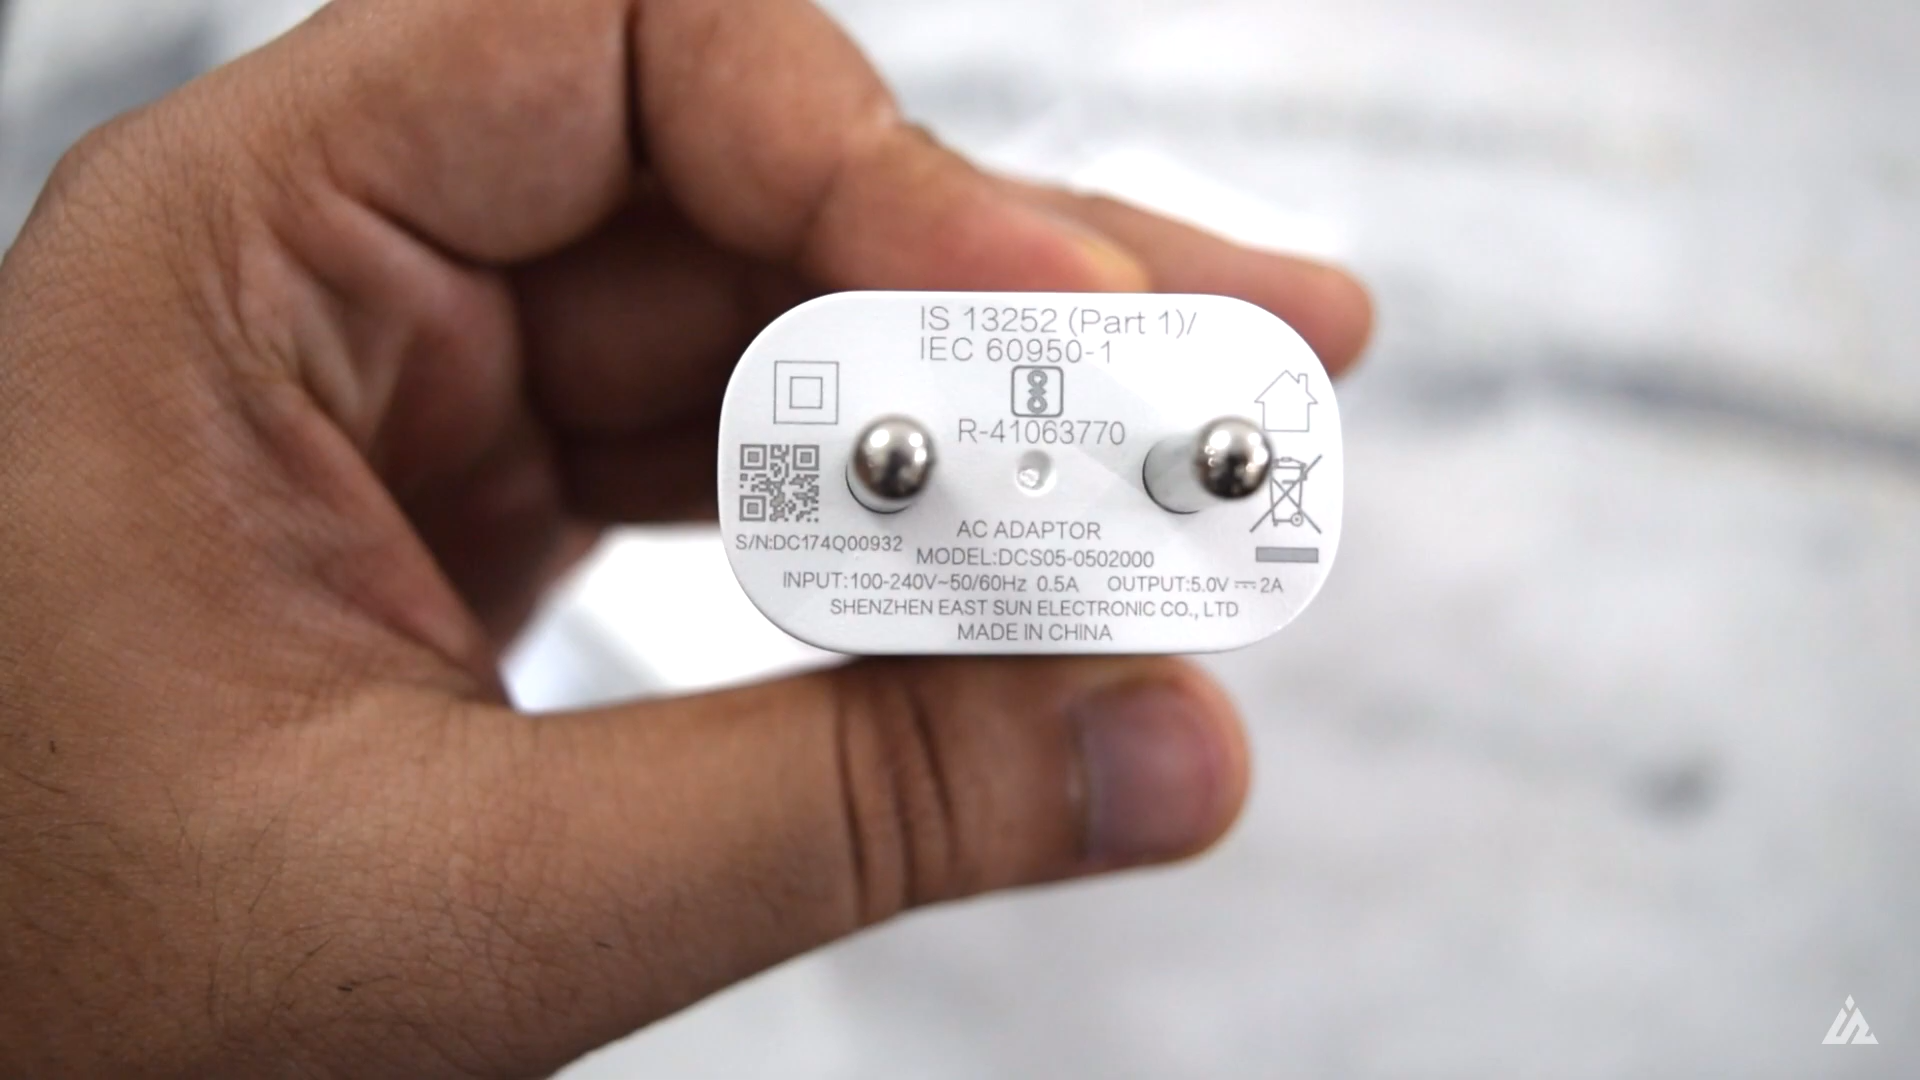 IS 13252 (Part 1)/
IEC 60950-1
R-41063770
S/N:DC174Q00932
AC ADAPTOR
MODEL:DCS05-0502000
INPUT:100-240V~50/60Hz 0.5A OUTPUT:5.0V⎓2A
SHENZHEN EAST SUN ELECTRONIC CO., LTD
MADE IN CHINA